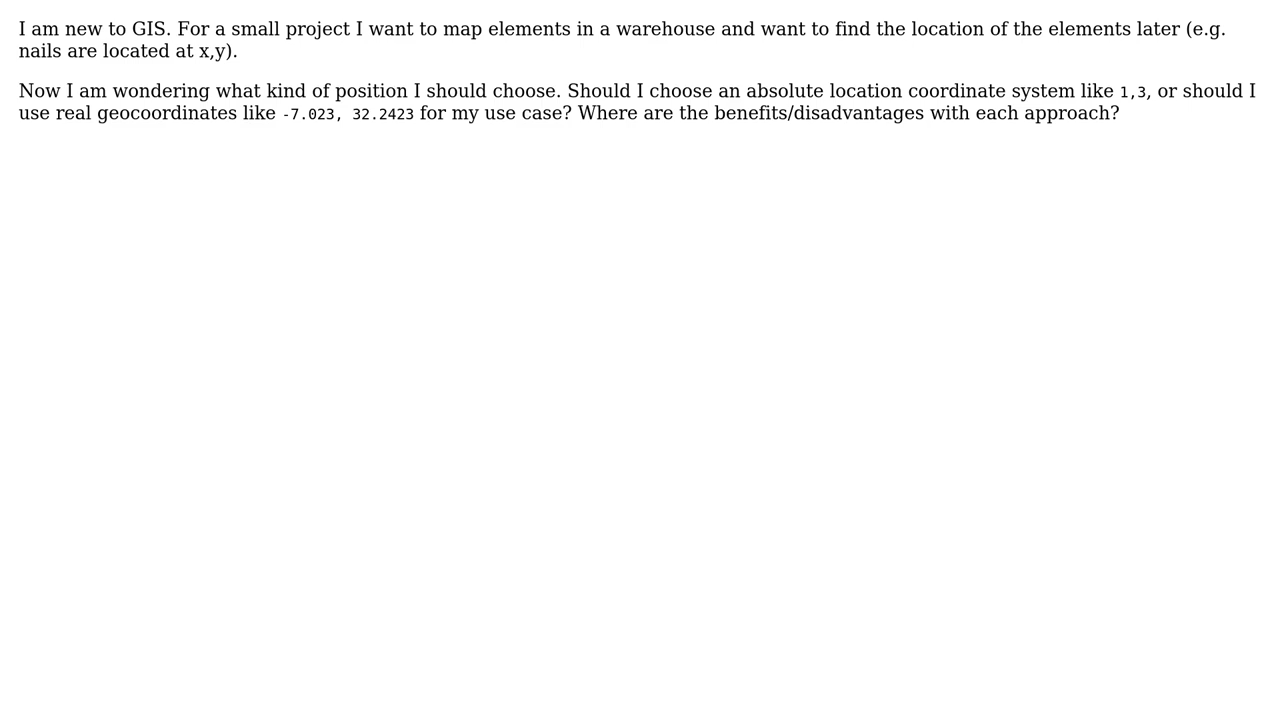 I am new to GIS. For a small project I want to map elements in a warehouse and want to find the location of the elements later (e.g.
nails are located at x,y).
Now I am wondering what kind of position I should choose. Should I choose an absolute location coordinate system like 1,3, or should I
use real geocoordinates like -7.023, 32.2423 for my use case? Where are the benefits/disadvantages with each approach?